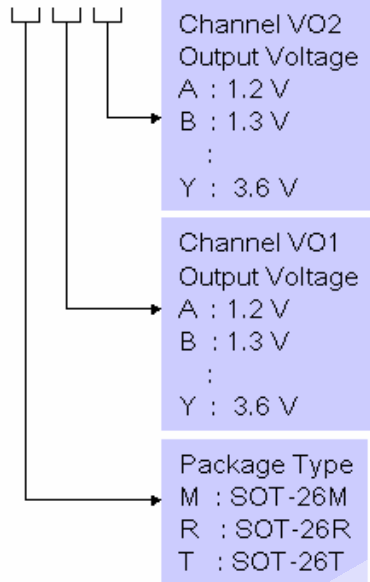 Channel VO2
Output Voltage
A : 1.2 V
B : 1.3 V
:
Y : 3.6 V
Channel VO1
Output Voltage
A : 1.2 V
B : 1.3 V
:
Y : 3.6 V
Package Type
M : SOT-26M
R : SOT-26R
T : SOT-26T